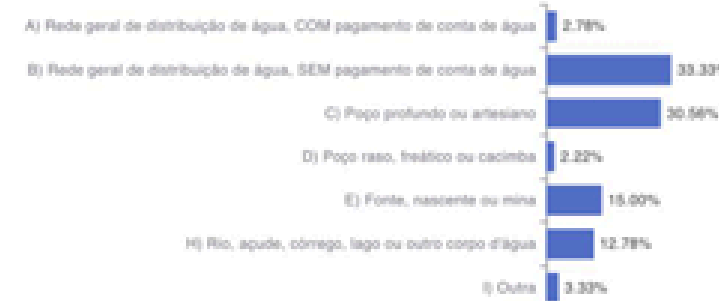 A) Rede geral de distribuição de água, COM pagamento de conta de água 2.78%
B) Rede geral de distribuição de água, SEM pagamento de conta de água 33.33%
C) Poço profundo ou artesiano 30.56%
D) Poço raso, freático ou cacimba 2.22%
E) Fonte, nascente ou mina 15.00%
H) Rio, açude, córrego, lago ou outro corpo d'água 12.78%
I) Outra 3.33%